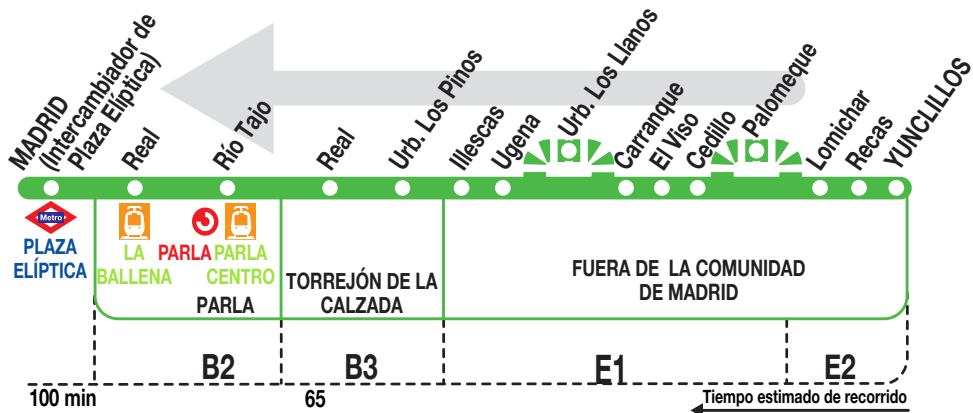 MADRID
(Intercambiador de
Plaza Elíptica)
Real
Río Tajo
Real
Urb. Los Pinos
Illescas
Ugena
Urb. Los Llanos
Carranque
El Viso
Cedillo
Palomeque
Lomichar
Recas
YUNCLILLOS
Metro
PLAZA
ELÍPTICA
LA
BALLENA
PARLA
PARLA
CENTRO
PARLA
TORREJÓN DE LA
CALZADA
FUERA DE LA COMUNIDAD
DE MADRID
B2
B3
E1
E2
100 min
65
Tiempo estimado de recorrido